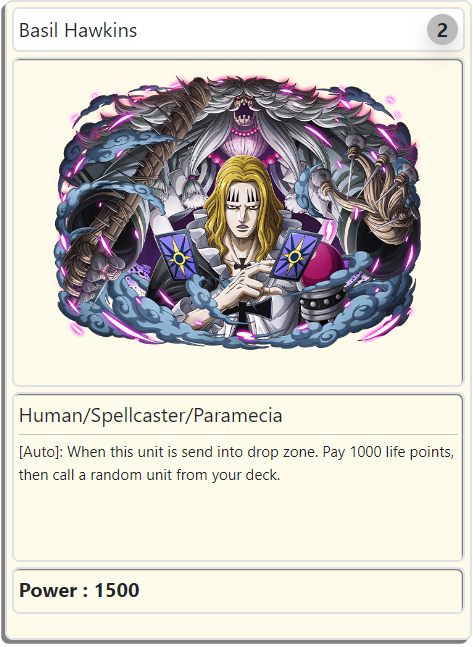 Basil Hawkins
2
Human/Spellcaster/Paramecia
[Auto]: When this unit is send into drop zone. Pay 1000 life points,
then call a random unit from your deck.
Power : 1500